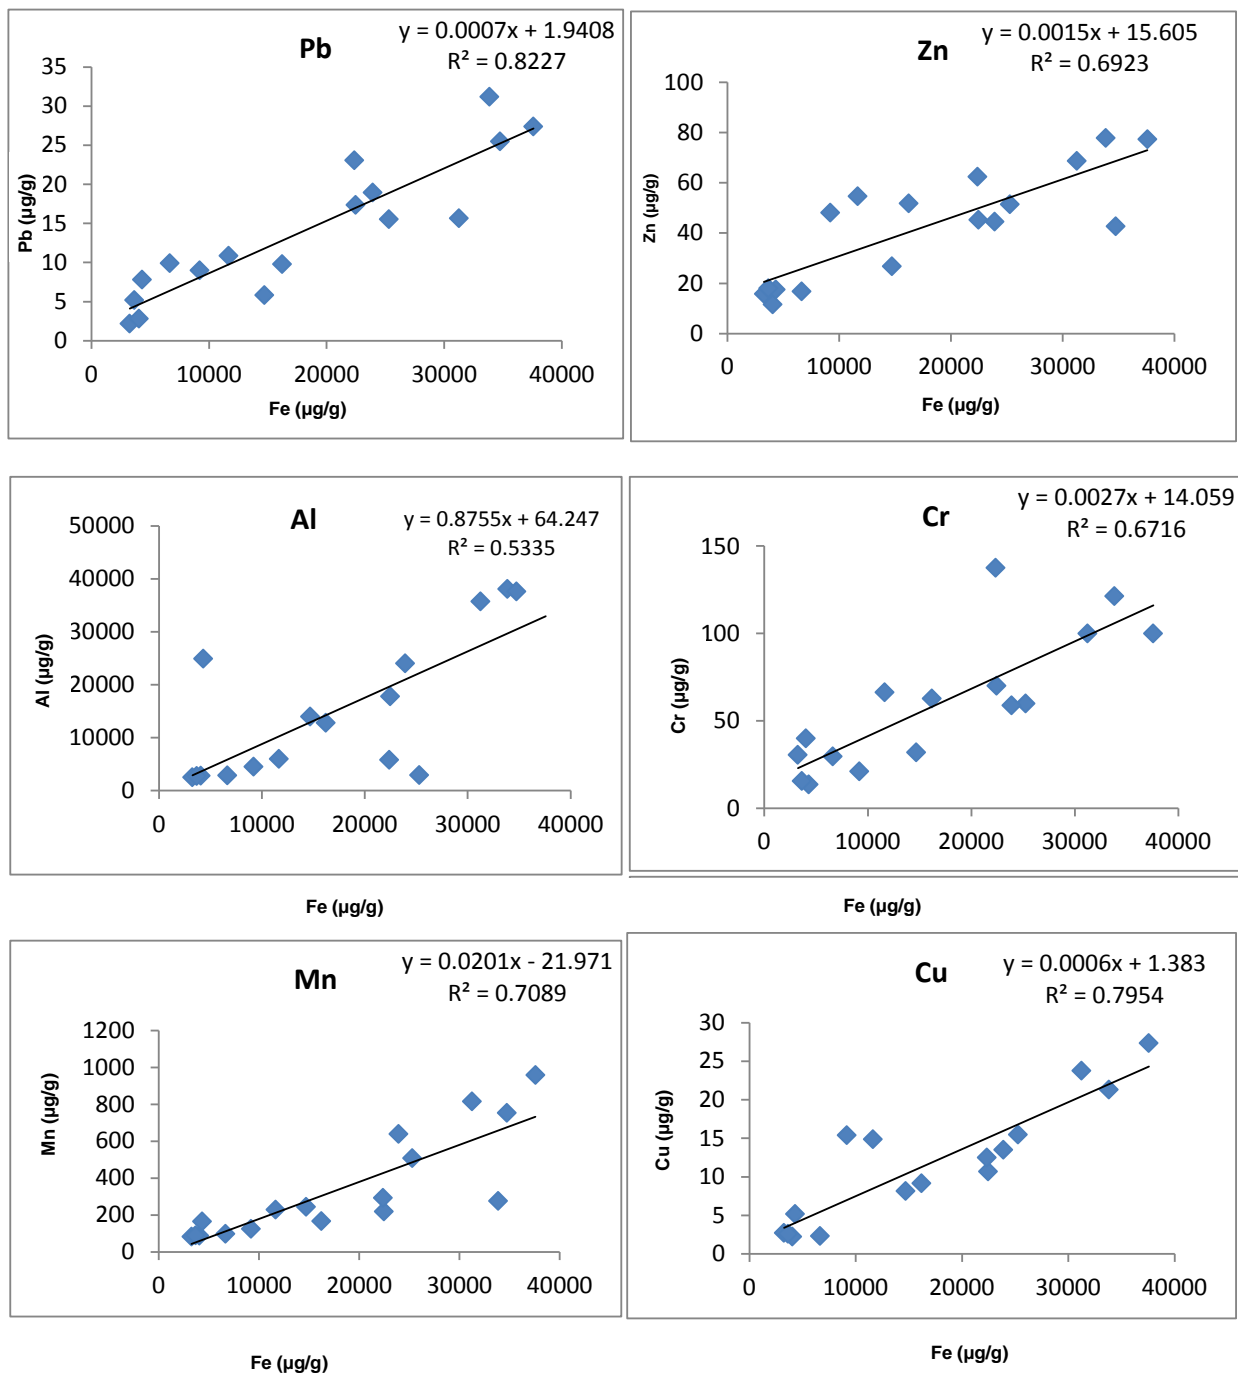 Pb
y = 0.0007x + 1.9408
R² = 0.8227
35
30
25
20
15
10
5
0
Pb (µg/g)
0 10000 20000 30000 40000
Fe (µg/g)
Zn
y = 0.0015x + 15.605
R² = 0.6923
100
80
60
40
20
0
Zn (µg/g)
0 10000 20000 30000 40000
Fe (µg/g)
Al
y = 0.8755x + 64.247
R² = 0.5335
50000
40000
30000
20000
10000
0
Al (µg/g)
0 10000 20000 30000 40000
Fe (µg/g)
Cr
y = 0.0027x + 14.059
R² = 0.6716
150
100
50
0
Cr (µg/g)
0 10000 20000 30000 40000
Fe (µg/g)
Mn
y = 0.0201x - 21.971
R² = 0.7089
1200
1000
800
600
400
200
0
Mn (µg/g)
0 10000 20000 30000 40000
Fe (µg/g)
Cu
y = 0.0006x + 1.383
R² = 0.7954
30
25
20
15
10
5
0
Cu (µg/g)
0 10000 20000 30000 40000
Fe (µg/g)